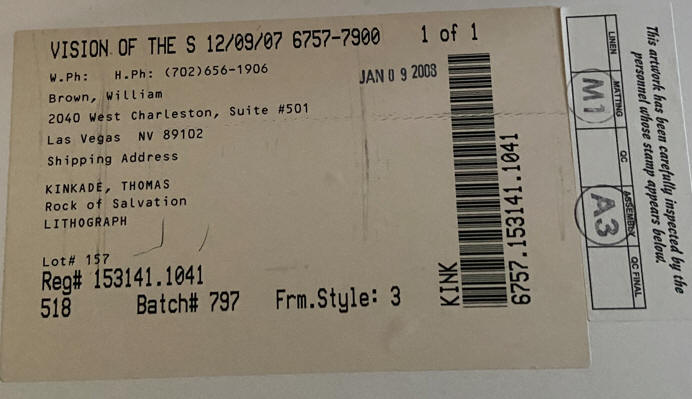 VISION OF THE S 12/09/07 6757-7900 1 of 1
W.Ph: H.Ph: (702)656-1906
JAN 0 9 2008
Brown, William
2040 West Charleston, Suite #501
Las Vegas NV 89102
Shipping Address
KINKADE, THOMAS
Rock of Salvation
LITHOGRAPH
Lot# 157
Reg# 153141.1041
518 Batch# 797 Frm.Style: 3
KINK
6757.153141.1041
LINEN MATTING QC ASSEMBLY QC FINAL
M1
A3
This artwork has been carefully inspected by the
personnel whose stamp appears below.